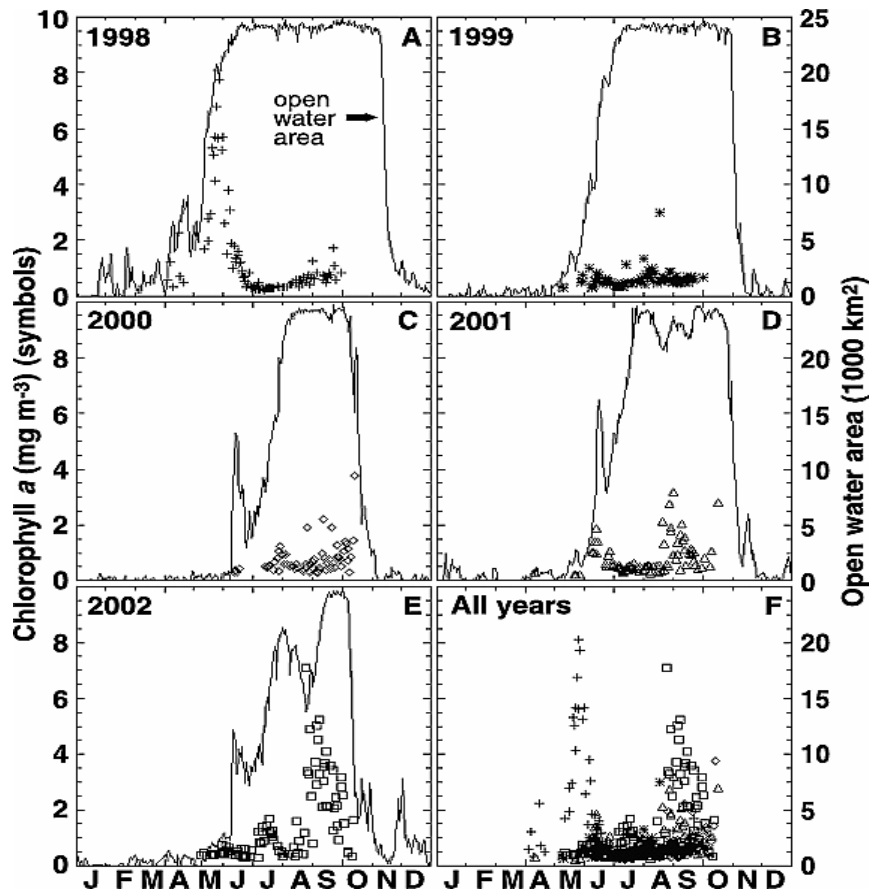 Chlorophyll a (mg m-3) (symbols)
Open water area (1000 km2)
10
8
6
4
2
0
1998
A
open
water
area
1999
B
25
20
15
10
5
0
8
6
4
2
0
2000
C
2001
D
20
15
10
5
0
8
6
4
2
0
2002
E
All years
F
20
15
10
5
0
J F M A M J J A S O N D
J F M A M J J A S O N D